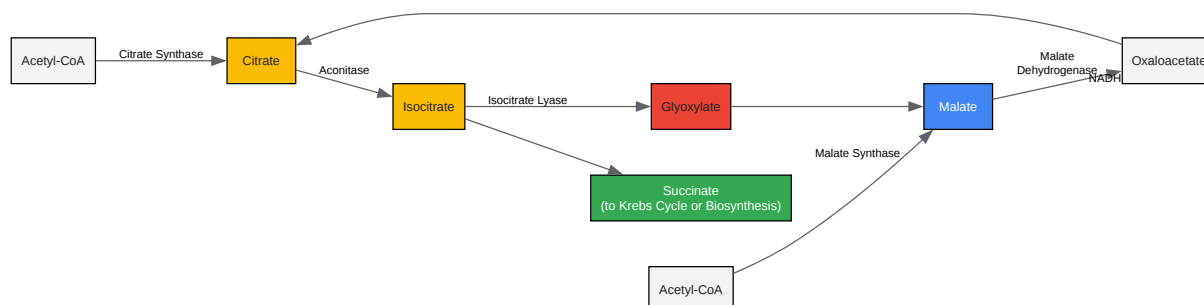 Acetyl-CoA
Citrate Synthase
Citrate
Aconitase
Isocitrate
Isocitrate Lyase
Glyoxylate
Succinate
(to Krebs Cycle or Biosynthesis)
Acetyl-CoA
Malate Synthase
Malate
Malate
Dehydrogenase
NADH
Oxaloacetate